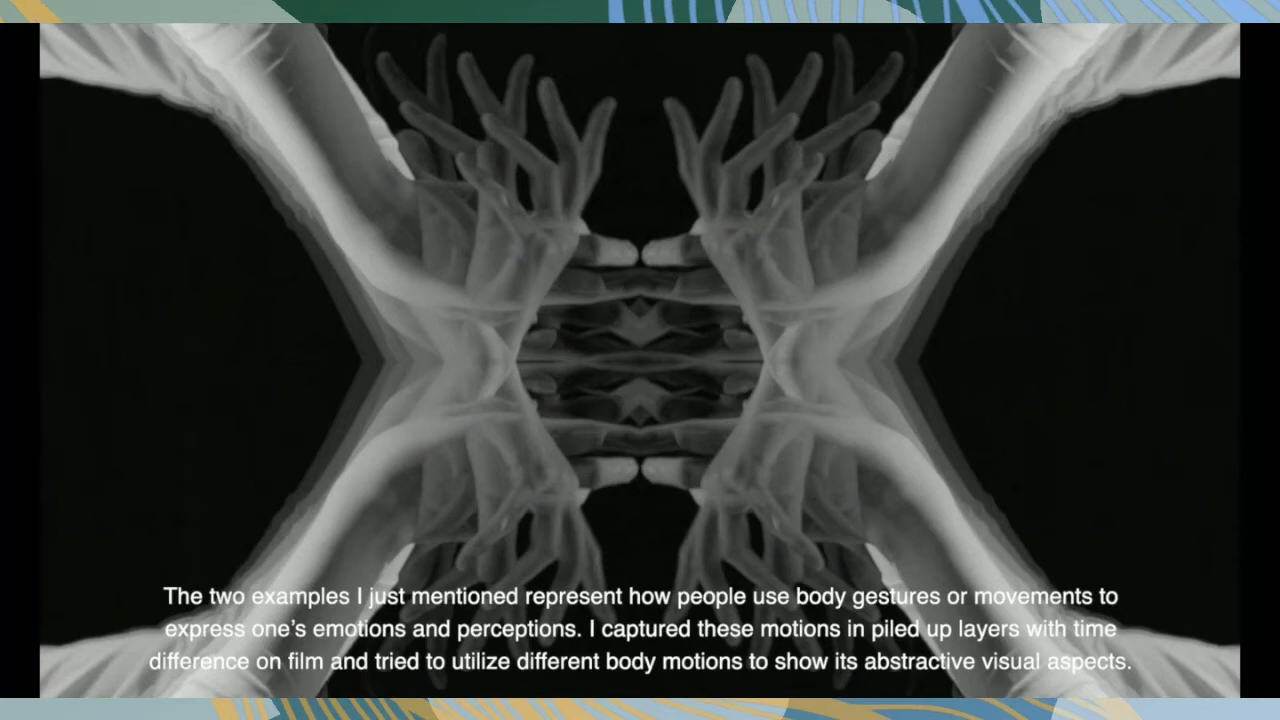 The two examples I just mentioned represent how people use body gestures or movements to
express one’s emotions and perceptions. I captured these motions in piled up layers with time
difference on film and tried to utilize different body motions to show its abstractive visual aspects.